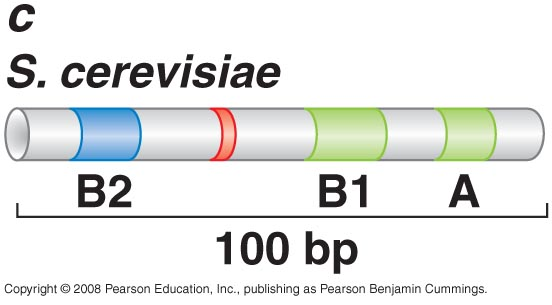 c
S. cerevisiae
B2 B1 A
100 bp
Copyright © 2008 Pearson Education, Inc., publishing as Pearson Benjamin Cummings.